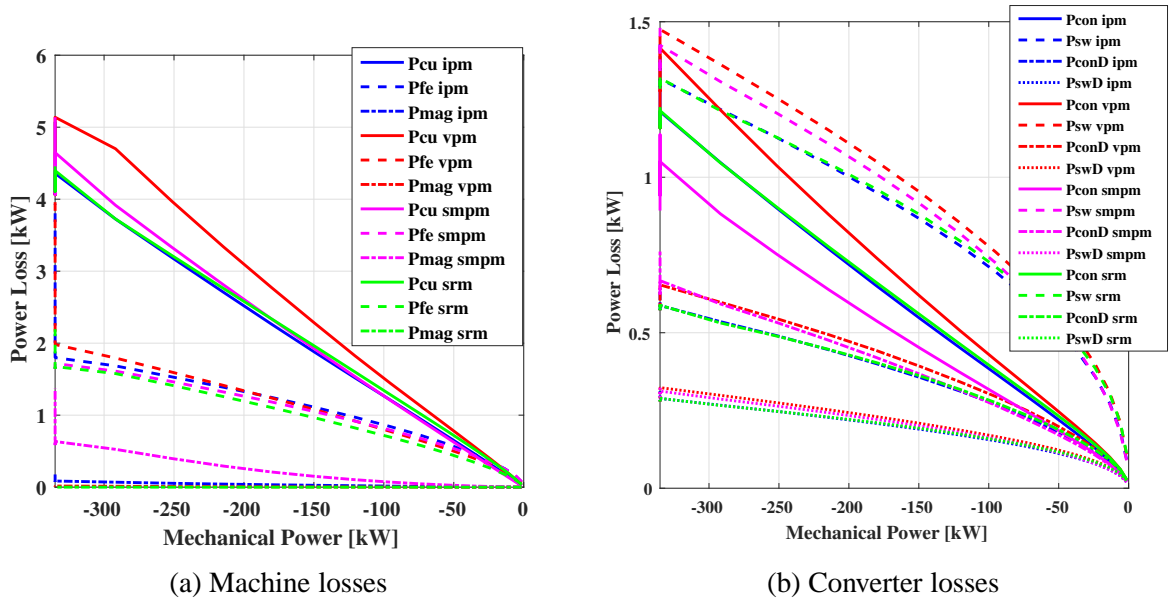 6
5
4
3
2
1
0
-300
-250
-200
-150
-100
-50
0
Power Loss [kW]
Mechanical Power [kW]
Pcu ipm
Pfe ipm
Pmag ipm
Pcu vpm
Pfe vpm
Pmag vpm
Pcu smpm
Pfe smpm
Pmag smpm
Pcu srm
Pfe srm
Pmag srm
(a) Machine losses
1.5
1
0.5
0
-300
-250
-200
-150
-100
-50
0
Power Loss [kW]
Mechanical Power [kW]
Pcon ipm
Psw ipm
PconD ipm
PswD ipm
Pcon vpm
Psw vpm
PconD vpm
PswD vpm
Pcon smpm
Psw smpm
PconD smpm
PswD smpm
Pcon srm
Psw srm
PconD srm
PswD srm
(b) Converter losses